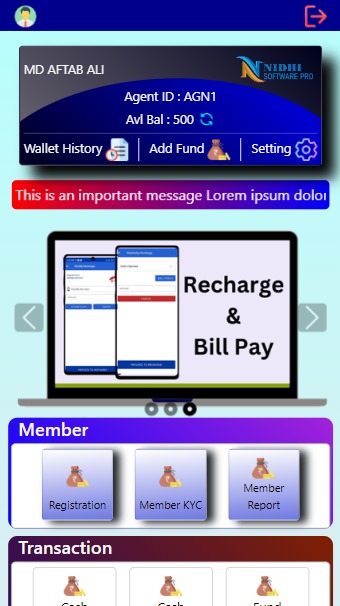 MD AFTAB ALI
NIDHI
SOFTWARE PRO
Agent ID : AGN1
Avl Bal : 500
Wallet History
Add Fund
Setting
This is an important message Lorem ipsum dolor
Recharge
&
Bill Pay
Member
Registration
Member KYC
Member
Report
Transaction
Cash
Cash
Fund